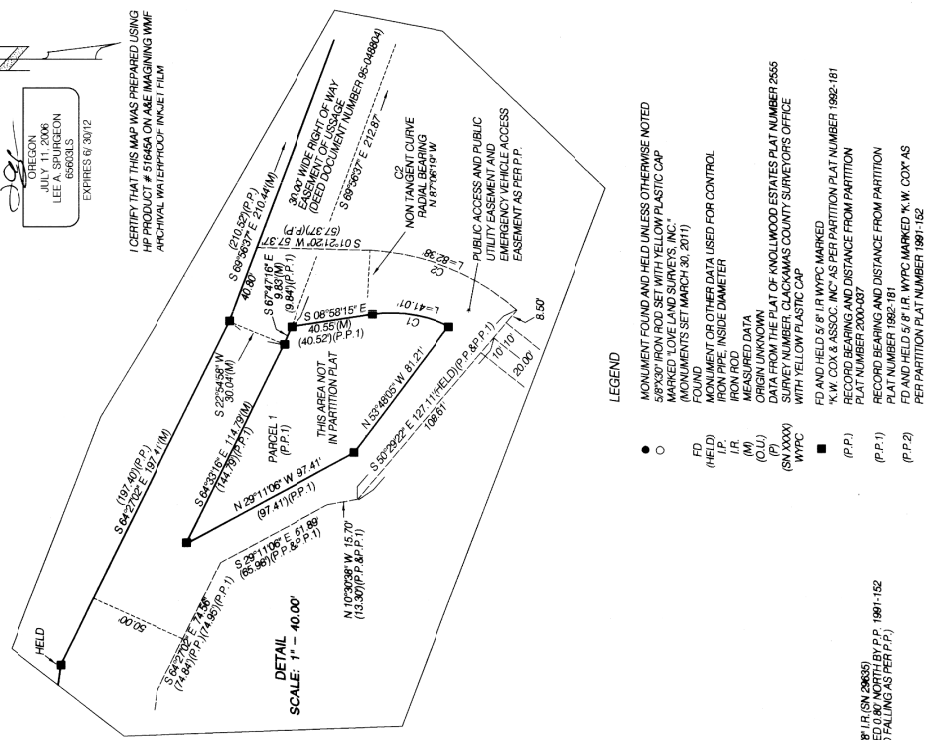 OREGON
JULY 11, 2006
LEE A. SPURGEON
65603LS
EXPIRES 6/ 30/12
I CERTIFY THAT THIS MAP WAS PREPARED USING
HP PRODUCT # 51645A ON A&E IMAGINING WMF
ARCHIVAL WATERPROOF INKJET FILM
HELD
(197.40')(P.P.)
S 64°27'02" E 197.41'(M)
50.00'
S 64°27'02" E 74.56'
(74.84')(P.P.)(74.95')(P.P.1)
DETAIL
SCALE: 1" = 40.00'
S 29°11'06" E 51.89'
(65.98')(P.P.&P.P.1)
N 10°30'38" W 15.70'
(13.30')(P.P.&P.P.1)
N 29°11'06" W 97.41'
(97.41')(P.P.1)
S 64°33'16" E 114.79'(M)
(144.79')(P.P.1)
PARCEL 1
(P.P.1)
THIS AREA NOT
IN PARTITION PLAT
S 22°54'58" W
30.04'(M)
40.80'
(210.52')(P.P.)
S 69°56'37" E 210.44'(M)
S 67°47'16" E
9.83'(M)
(9.84')(P.P.1)
S 08°58'15" E
40.55'(M)
(40.52')(P.P.1)
C1
L=41.01'
N 53°48'05" W 81.21'
S 50°29'22" E 127.11'(HELD)(P.P.&P.P.1)
108.61'
10'
10'
20.00'
8.50'
30.00' WIDE RIGHT OF WAY
EASEMENT OF USSAGE
(DEED DOCUMENT NUMBER 95-048804)
S 69°56'37" E 212.87'
S 01°21'20" W 57.37'
(57.37')(P.P.)
C2
L=82.38'
C2
NON TANGENT CURVE
RADIAL BEARING
N 87°06'19" W
PUBLIC ACCESS AND PUBLIC
UTILITY EASEMENT AND
EMERGENCY VEHICLE ACCESS
EASEMENT AS PER P.P.
LEGEND
MONUMENT FOUND AND HELD UNLESS OTHERWISE NOTED
5/8"X30" IRON ROD SET WITH YELLOW PLASTIC CAP
MARKED "LOVE LAND SURVEYS, INC."
(MONUMENTS SET MARCH 30, 2011)
FD FOUND
(HELD) MONUMENT OR OTHER DATA USED FOR CONTROL
I.P. IRON PIPE, INSIDE DIAMETER
I.R. IRON ROD
(M) MEASURED DATA
(O.U.) ORIGIN UNKNOWN
(P) DATA FROM THE PLAT OF KNOLLWOOD ESTATES PLAT NUMBER 2555
(SN XXXX) SURVEY NUMBER, CLACKAMAS COUNTY SURVEYOR'S OFFICE
WYPC WITH YELLOW PLASTIC CAP
FD AND HELD 5/ 8" I.R WYPC MARKED
"K.W. COX & ASSOC. INC" AS PER PARTITION PLAT NUMBER 1992-181
(P.P.) RECORD BEARING AND DISTANCE FROM PARTITION
PLAT NUMBER 2000-037
(P.P.1) RECORD BEARING AND DISTANCE FROM PARTITION
PLAT NUMBER 1992-181
(P.P.2) FD AND HELD 5/ 8" I.R. WYPC MARKED "K.W. COX" AS
PER PARTITION PLAT NUMBER 1991-152
8" I.R.(SN 29635)
ED 0.80' NORTH BY P.P. 1991-152
FALLING AS PER P.P.)